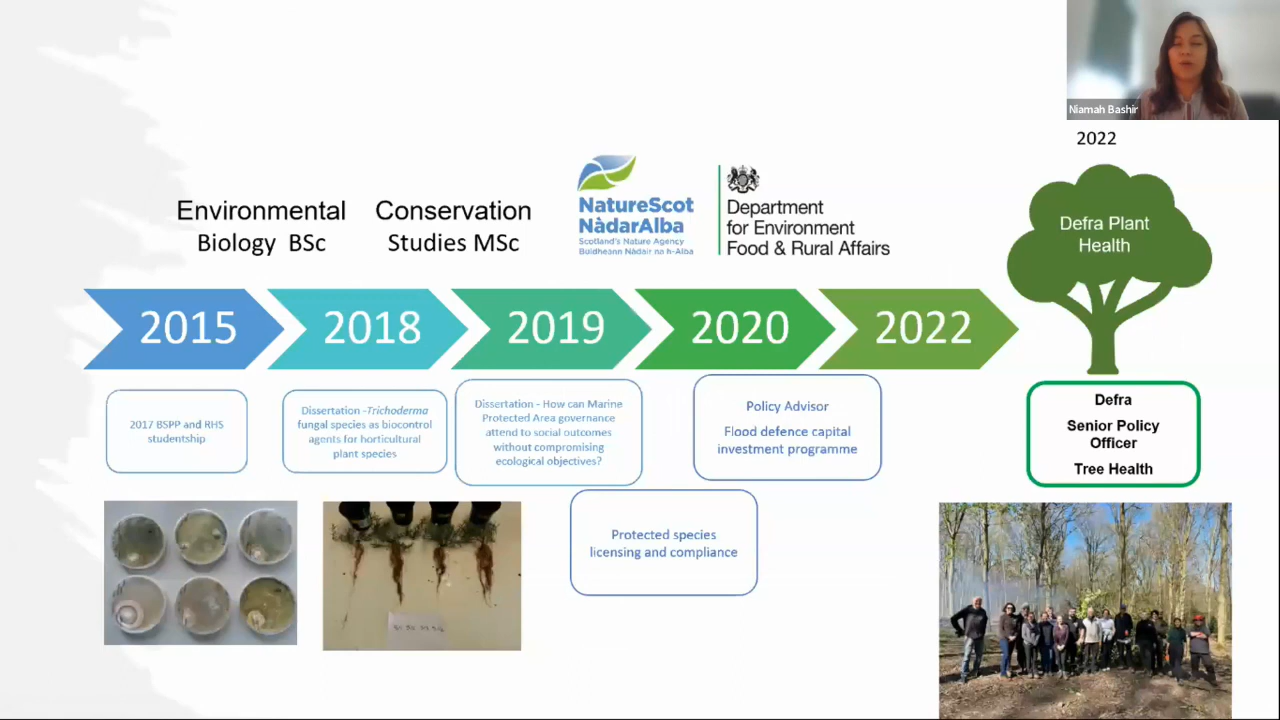 Niamah Bashir
2022
Environmental
Biology BSc
Conservation
Studies MSc
NatureScot
NàdarAlba
Scotland's Nature Agency
Buidheann Nàdair na h-Alba
Department
for Environment
Food & Rural Affairs
Defra Plant
Health
2015
2018
2019
2020
2022
2017 BSPP and RHS
studentship
Dissertation -Trichoderma
fungal species as biocontrol
agents for horticultural
plant species
Dissertation - How can Marine
Protected Area governance
attend to social outcomes
without compromising
ecological objectives?
Policy Advisor
Flood defence capital
investment programme
Defra
Senior Policy
Officer
Tree Health
Protected species
licensing and compliance